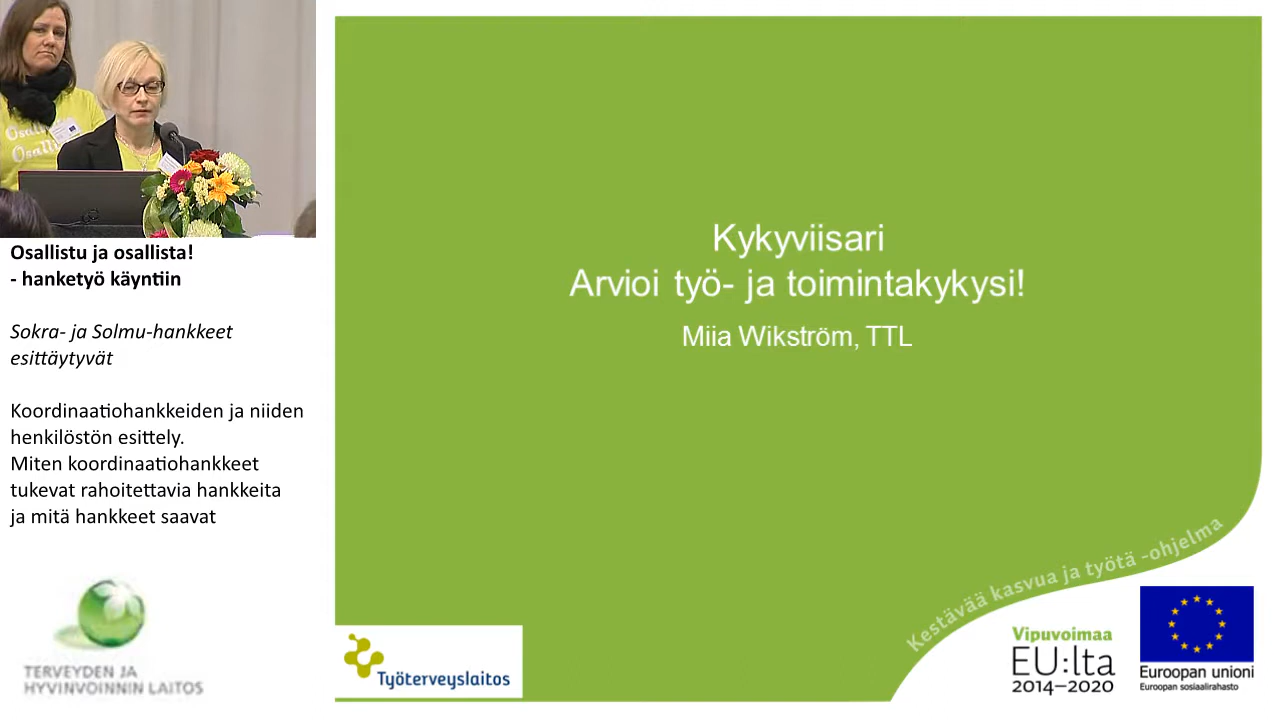 Osallistu ja osallista!
- hanketyö käyntiin
Sokra- ja Solmu-hankkeet
esittäytyvät
Koordinaatiohankkeiden ja niiden
henkilöstön esittely.
Miten koordinaatiohankkeet
tukevat rahoitettavia hankkeita
ja mitä hankkeet saavat
TERVEYDEN JA
HYVINVOINNIN LAITOS
Kykyviisari
Arvioi työ- ja toimintakykysi!
Miia Wikström, TTL
Työterveyslaitos
Kestävää kasvua ja työtä -ohjelma
Vipuvoimaa
EU:lta
2014–2020
Euroopan unioni
Euroopan sosiaalirahasto